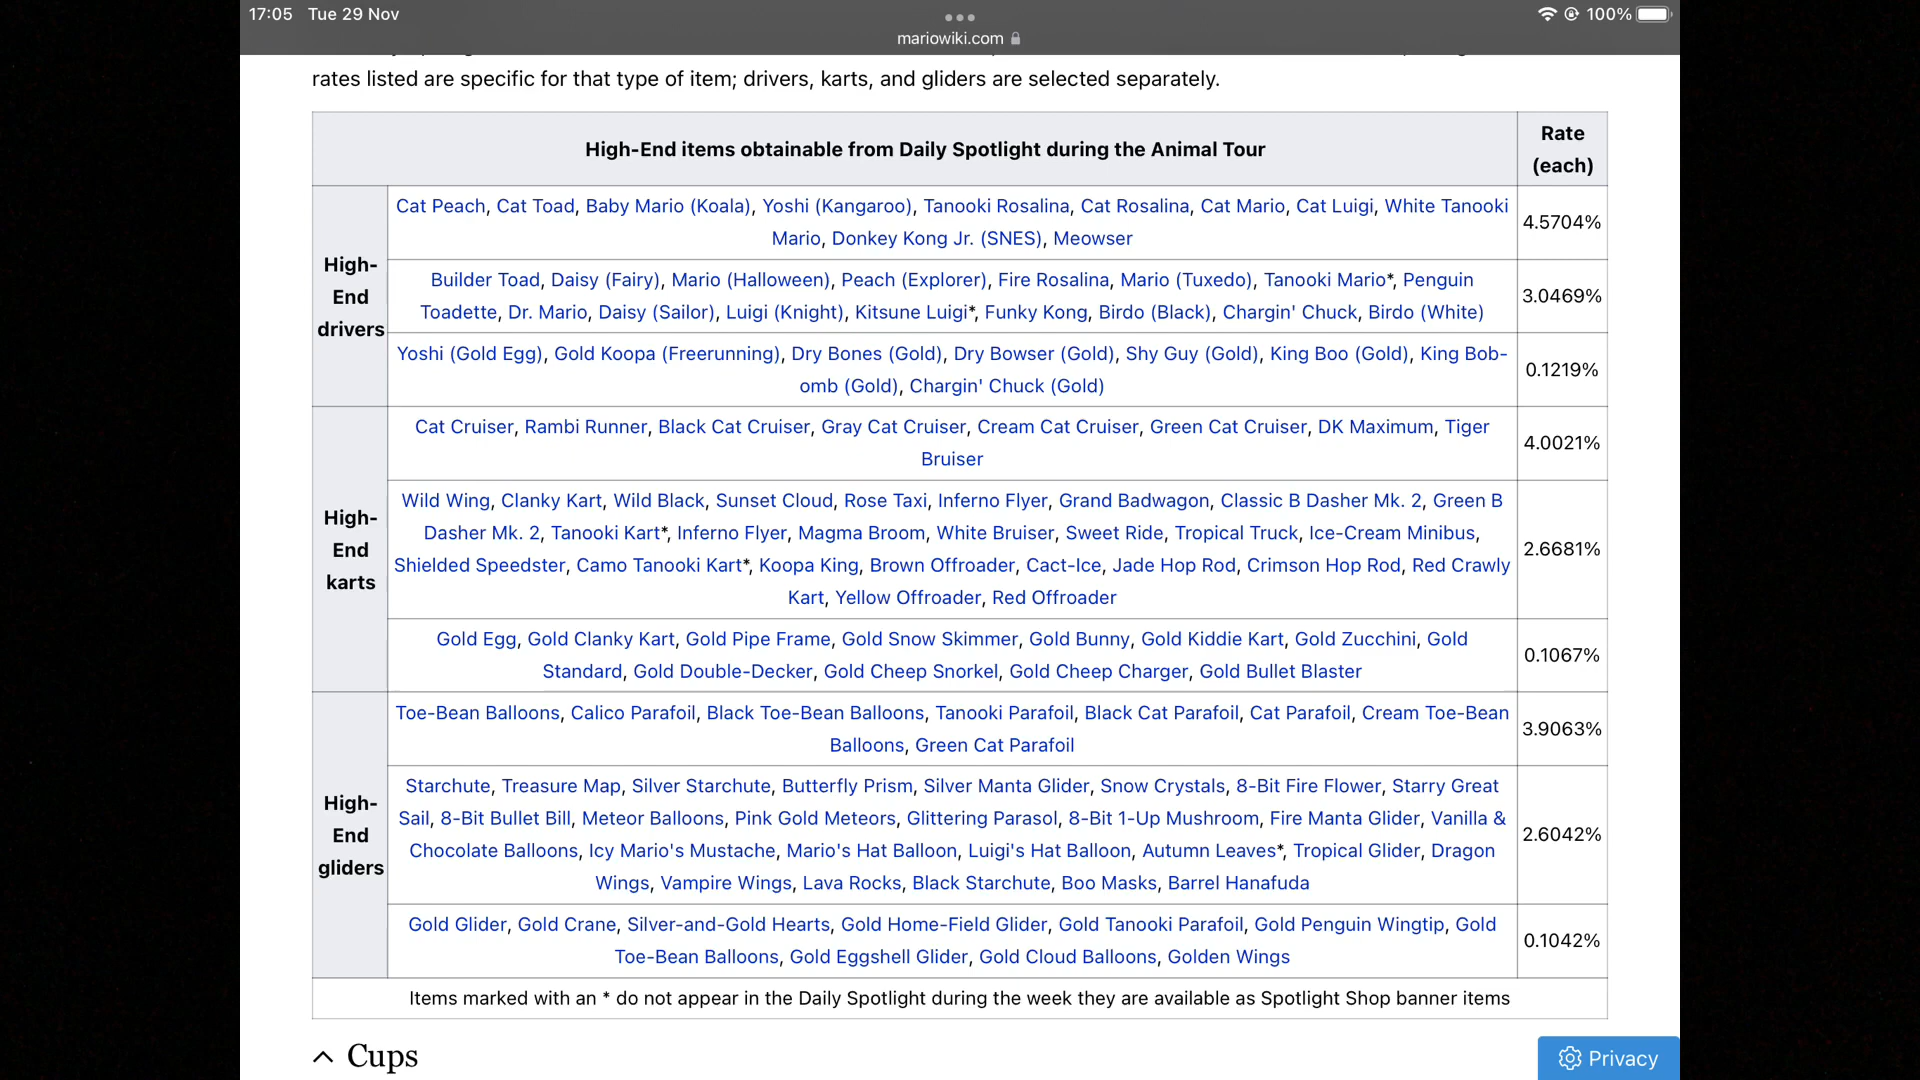 17:05 Tue 29 Nov
100%
mariowiki.com
rates listed are specific for that type of item; drivers, karts, and gliders are selected separately.
High-End items obtainable from Daily Spotlight during the Animal Tour
Rate
(each)
High-
End
drivers
Cat Peach, Cat Toad, Baby Mario (Koala), Yoshi (Kangaroo), Tanooki Rosalina, Cat Rosalina, Cat Mario, Cat Luigi, White Tanooki
Mario, Donkey Kong Jr. (SNES), Meowser
4.5704%
Builder Toad, Daisy (Fairy), Mario (Halloween), Peach (Explorer), Fire Rosalina, Mario (Tuxedo), Tanooki Mario*, Penguin
Toadette, Dr. Mario, Daisy (Sailor), Luigi (Knight), Kitsune Luigi*, Funky Kong, Birdo (Black), Chargin' Chuck, Birdo (White)
3.0469%
Yoshi (Gold Egg), Gold Koopa (Freerunning), Dry Bones (Gold), Dry Bowser (Gold), Shy Guy (Gold), King Boo (Gold), King Bob-
omb (Gold), Chargin' Chuck (Gold)
0.1219%
High-
End
karts
Cat Cruiser, Rambi Runner, Black Cat Cruiser, Gray Cat Cruiser, Cream Cat Cruiser, Green Cat Cruiser, DK Maximum, Tiger
Bruiser
4.0021%
Wild Wing, Clanky Kart, Wild Black, Sunset Cloud, Rose Taxi, Inferno Flyer, Grand Badwagon, Classic B Dasher Mk. 2, Green B
Dasher Mk. 2, Tanooki Kart*, Inferno Flyer, Magma Broom, White Bruiser, Sweet Ride, Tropical Truck, Ice-Cream Minibus,
Shielded Speedster, Camo Tanooki Kart*, Koopa King, Brown Offroader, Cact-Ice, Jade Hop Rod, Crimson Hop Rod, Red Crawly
Kart, Yellow Offroader, Red Offroader
2.6681%
Gold Egg, Gold Clanky Kart, Gold Pipe Frame, Gold Snow Skimmer, Gold Bunny, Gold Kiddie Kart, Gold Zucchini, Gold
Standard, Gold Double-Decker, Gold Cheep Snorkel, Gold Cheep Charger, Gold Bullet Blaster
0.1067%
High-
End
gliders
Toe-Bean Balloons, Calico Parafoil, Black Toe-Bean Balloons, Tanooki Parafoil, Black Cat Parafoil, Cat Parafoil, Cream Toe-Bean
Balloons, Green Cat Parafoil
3.9063%
Starchute, Treasure Map, Silver Starchute, Butterfly Prism, Silver Manta Glider, Snow Crystals, 8-Bit Fire Flower, Starry Great
Sail, 8-Bit Bullet Bill, Meteor Balloons, Pink Gold Meteors, Glittering Parasol, 8-Bit 1-Up Mushroom, Fire Manta Glider, Vanilla &
Chocolate Balloons, Icy Mario's Mustache, Mario's Hat Balloon, Luigi's Hat Balloon, Autumn Leaves*, Tropical Glider, Dragon
Wings, Vampire Wings, Lava Rocks, Black Starchute, Boo Masks, Barrel Hanafuda
2.6042%
Gold Glider, Gold Crane, Silver-and-Gold Hearts, Gold Home-Field Glider, Gold Tanooki Parafoil, Gold Penguin Wingtip, Gold
Toe-Bean Balloons, Gold Eggshell Glider, Gold Cloud Balloons, Golden Wings
0.1042%
Items marked with an * do not appear in the Daily Spotlight during the week they are available as Spotlight Shop banner items
Cups
Privacy